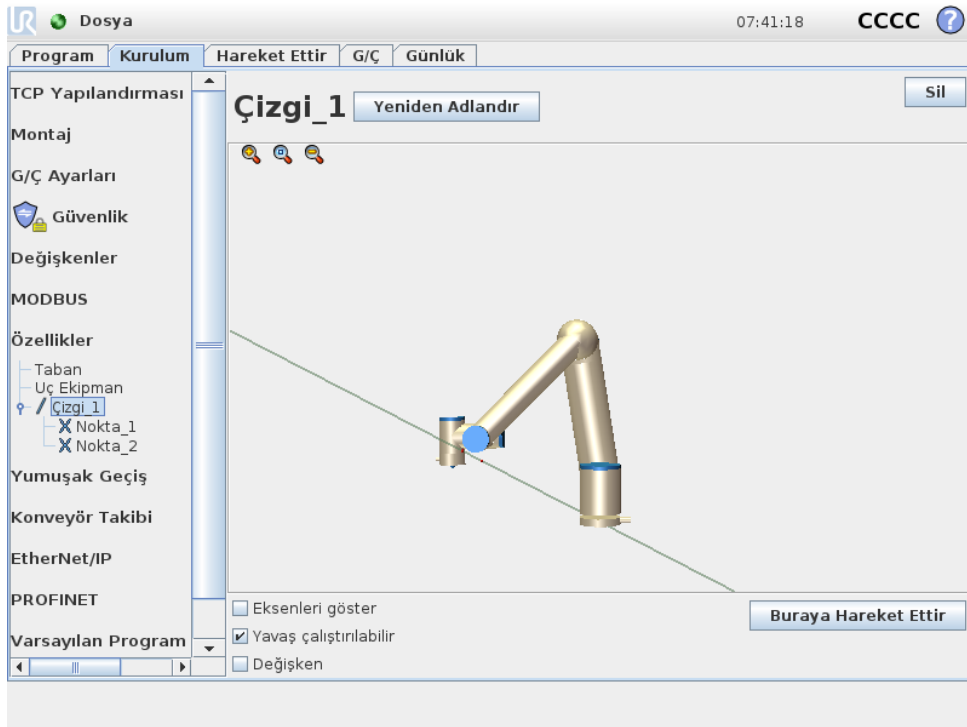 UR Dosya 07:41:18 CCCC ?
Program Kurulum Hareket Ettir G/Ç Günlük
TCP Yapılandırması
Montaj
G/Ç Ayarları
Güvenlik
Değişkenler
MODBUS
Özellikler
Taban
Uç Ekipman
Çizgi_1
Nokta_1
Nokta_2
Yumuşak Geçiş
Konveyör Takibi
EtherNet/IP
PROFINET
Varsayılan Program
Çizgi_1 Yeniden Adlandır Sil
Eksenleri göster
Yavaş çalıştırılabilir
Değişken
Buraya Hareket Ettir